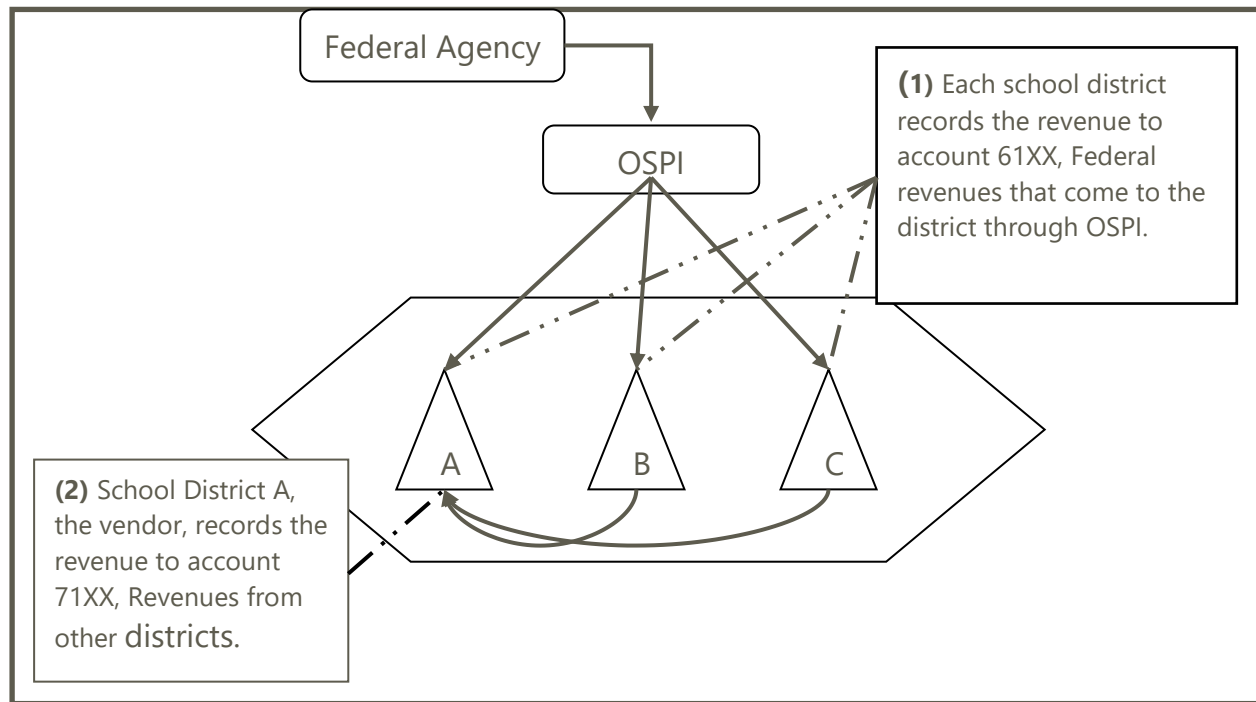 Federal Agency
(1) Each school district
records the revenue to
account 61XX, Federal
revenues that come to the
district through OSPI.
OSPI
A
B
C
(2) School District A,
the vendor, records the
revenue to account
71XX, Revenues from
other districts.